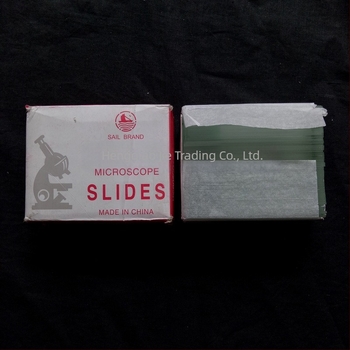 SAIL BRAND
Trading Co., Ltd.
MICROSCOPE
SLIDES
MADE IN CHINA